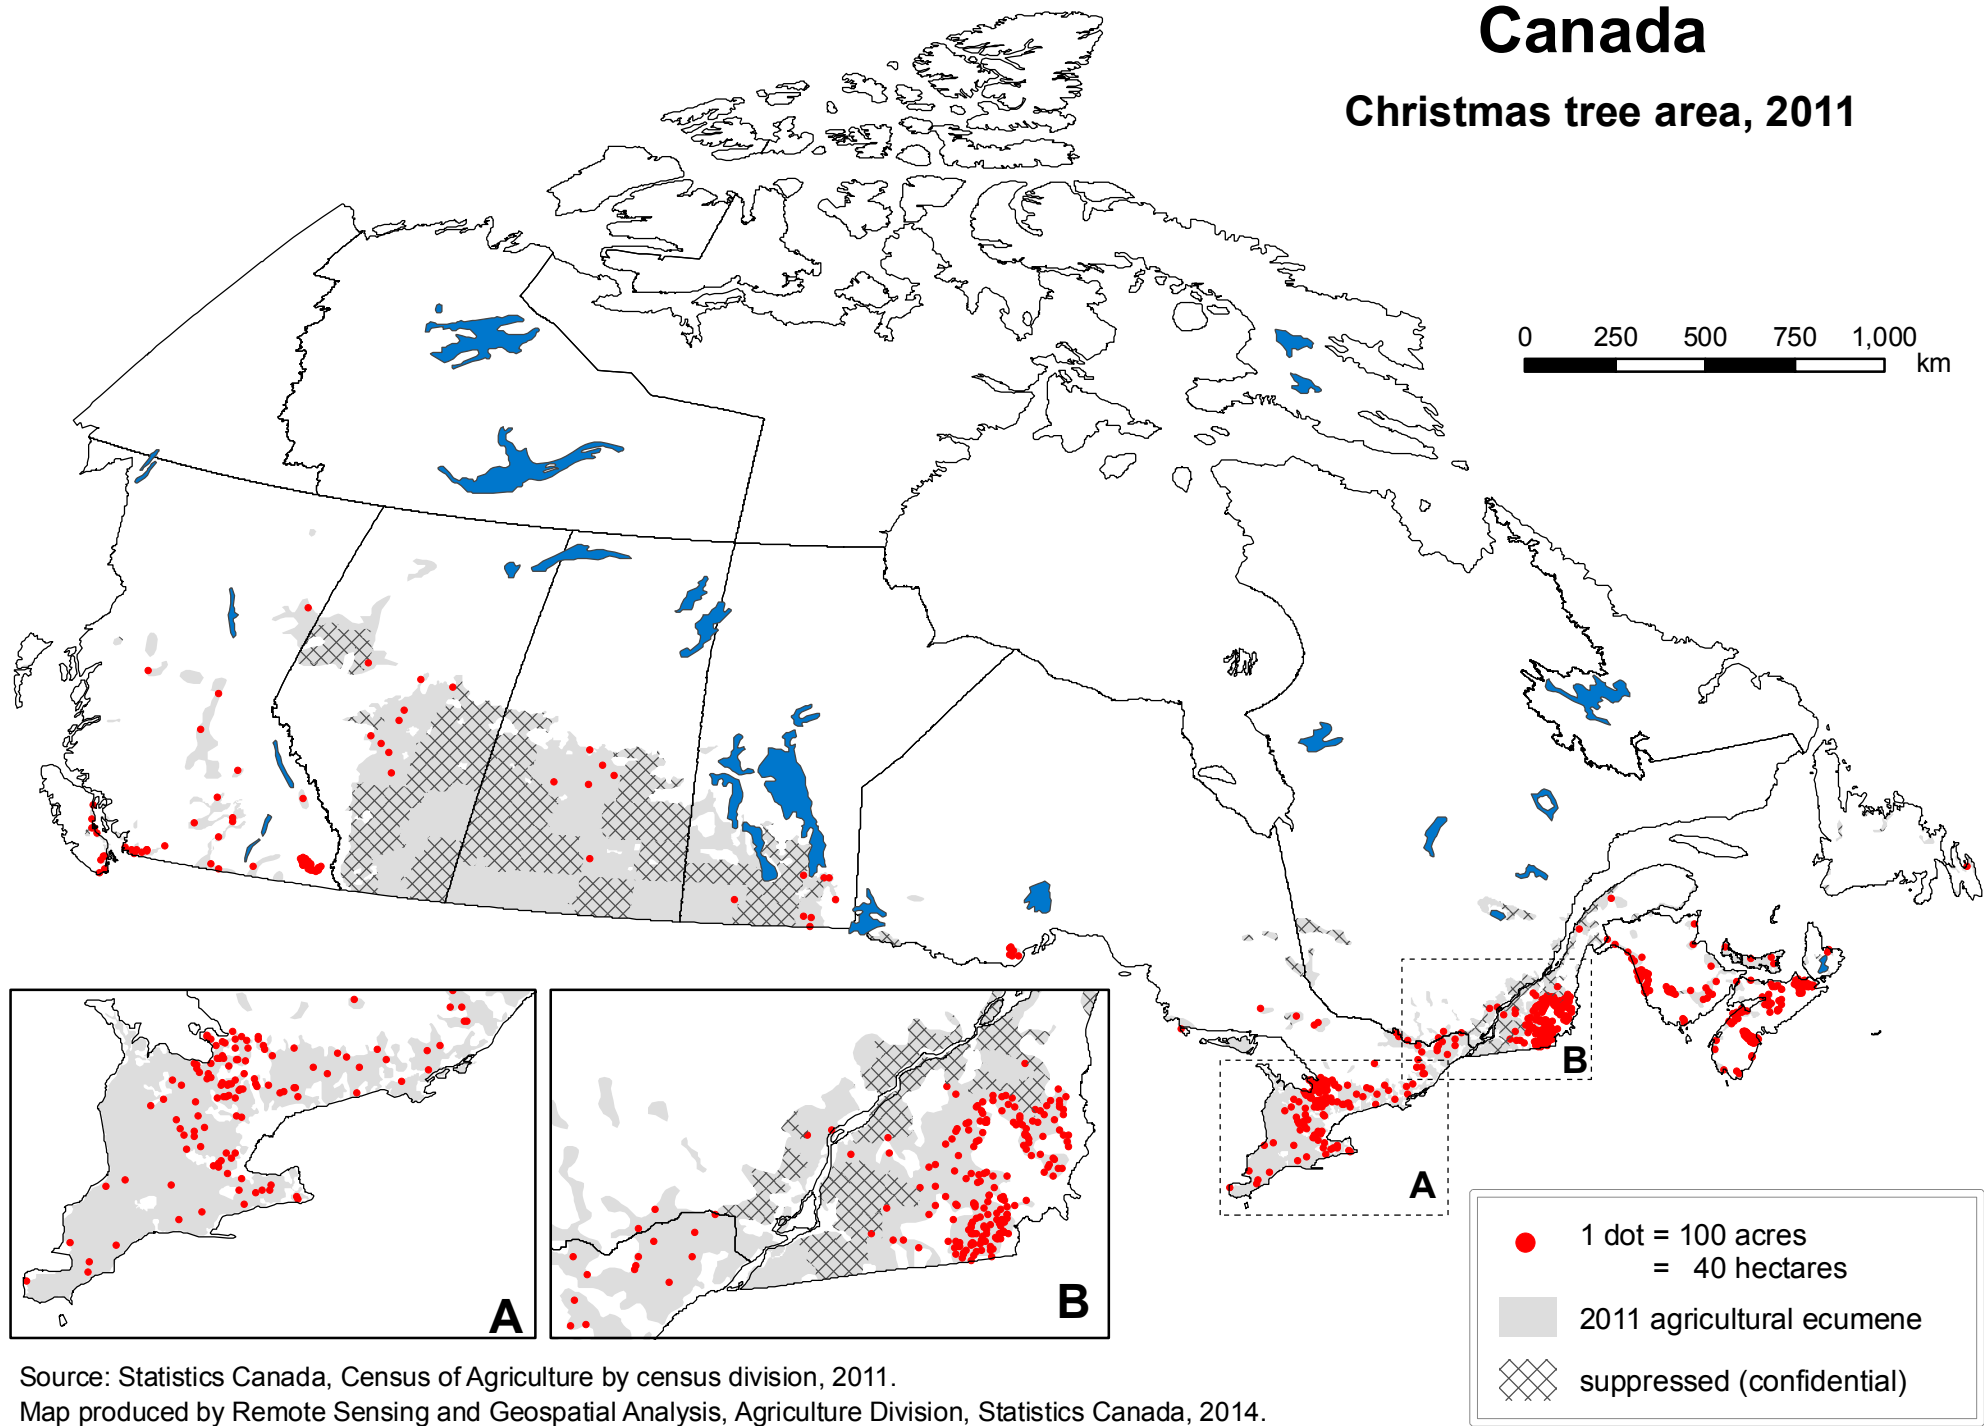 Canada
Christmas tree area, 2011
0 250 500 750 1,000
km
A
B
A
B
1 dot = 100 acres
= 40 hectares
2011 agricultural ecumene
suppressed (confidential)
Source: Statistics Canada, Census of Agriculture by census division, 2011.
Map produced by Remote Sensing and Geospatial Analysis, Agriculture Division, Statistics Canada, 2014.